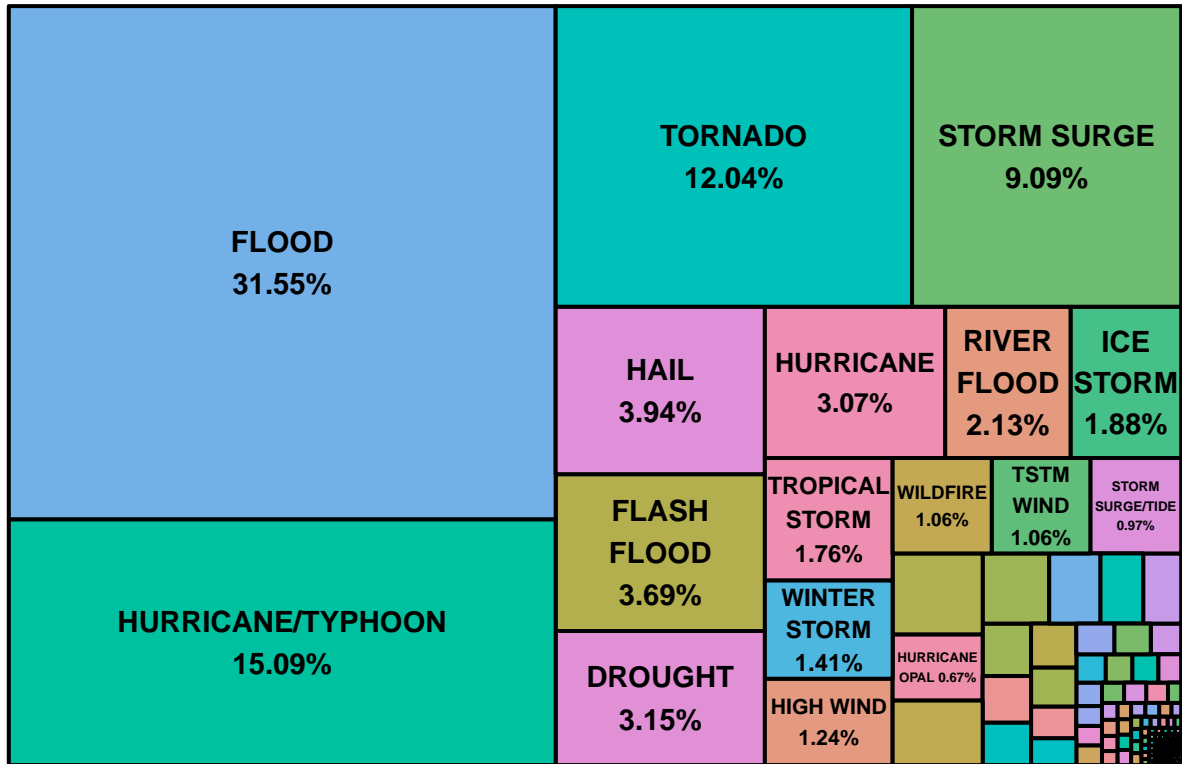 FLOOD
31.55%
HURRICANE/TYPHOON
15.09%
TORNADO
12.04%
STORM SURGE
9.09%
HAIL
3.94%
FLASH
FLOOD
3.69%
DROUGHT
3.15%
HURRICANE
3.07%
RIVER
FLOOD
2.13%
ICE
STORM
1.88%
TROPICAL
STORM
1.76%
WINTER
STORM
1.41%
HIGH WIND
1.24%
WILDFIRE
1.06%
TSTM
WIND
1.06%
STORM
SURGE/TIDE
0.97%
HURRICANE
OPAL 0.67%